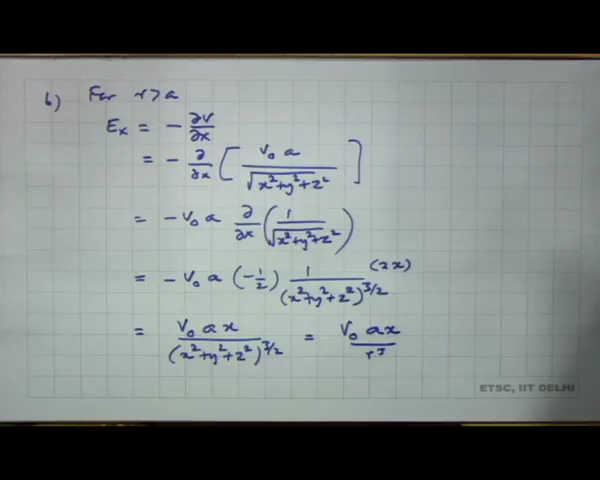 b) For r>a
Ex = - ∂V/∂x
= - ∂/∂x [ V₀ a / √(x²+y²+z²) ]
= - V₀ a ∂/∂x ( 1 / √(x²+y²+z²) )
= - V₀ a (-1/2) 1/(x²+y²+z²)^3/2 (2x)
= V₀ a x / (x²+y²+z²)^3/2 = V₀ ax / r³
ETSC, IIT DELHI